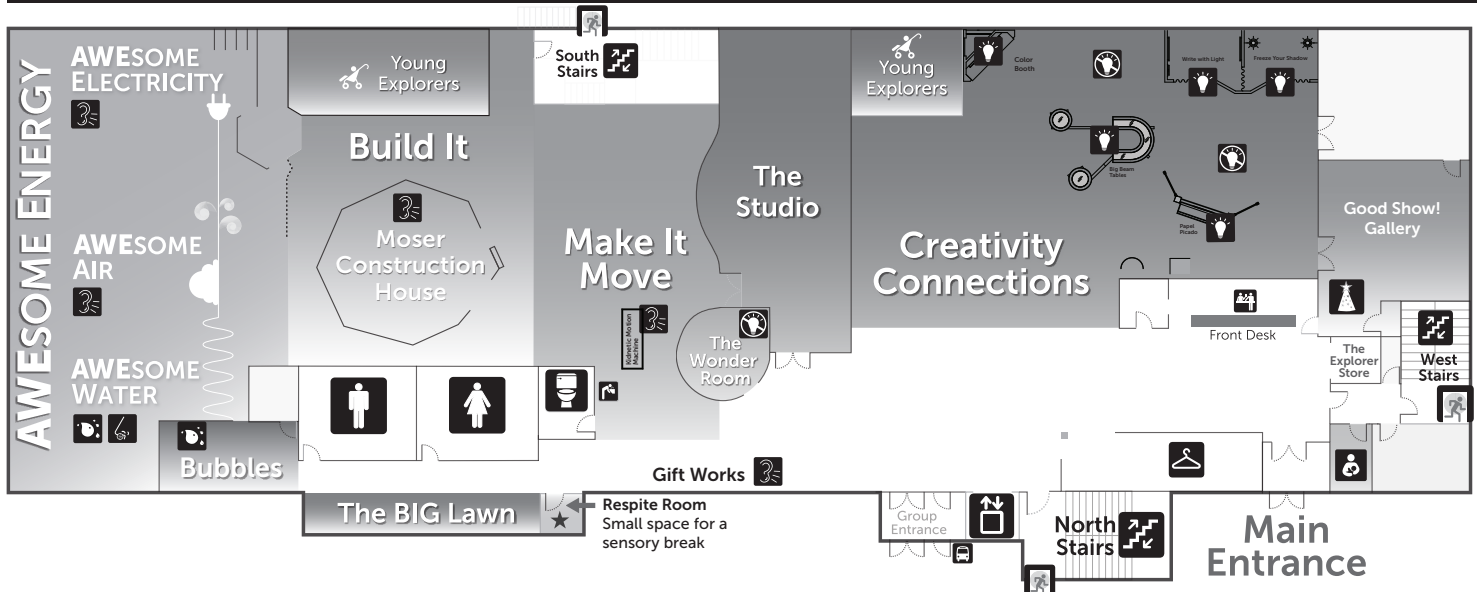 AWESOME ENERGY
AWESOME
ELECTRICITY
AWESOME
AIR
AWESOME
WATER
Bubbles
Young
Explorers
Build It
Moser
Construction
House
South
Stairs
Make It
Move
Kidnetic Motion
Machine
The
Studio
The
Wonder
Room
Gift Works
The BIG Lawn
Respite Room
Small space for a
sensory break
Young
Explorers
Color
Booth
Write with Light
Freeze Your Shadow
Big Beam
Tables
Papel
Picado
Creativity
Connections
Good Show!
Gallery
Front Desk
The
Explorer
Store
West
Stairs
Group
Entrance
North
Stairs
Main
Entrance